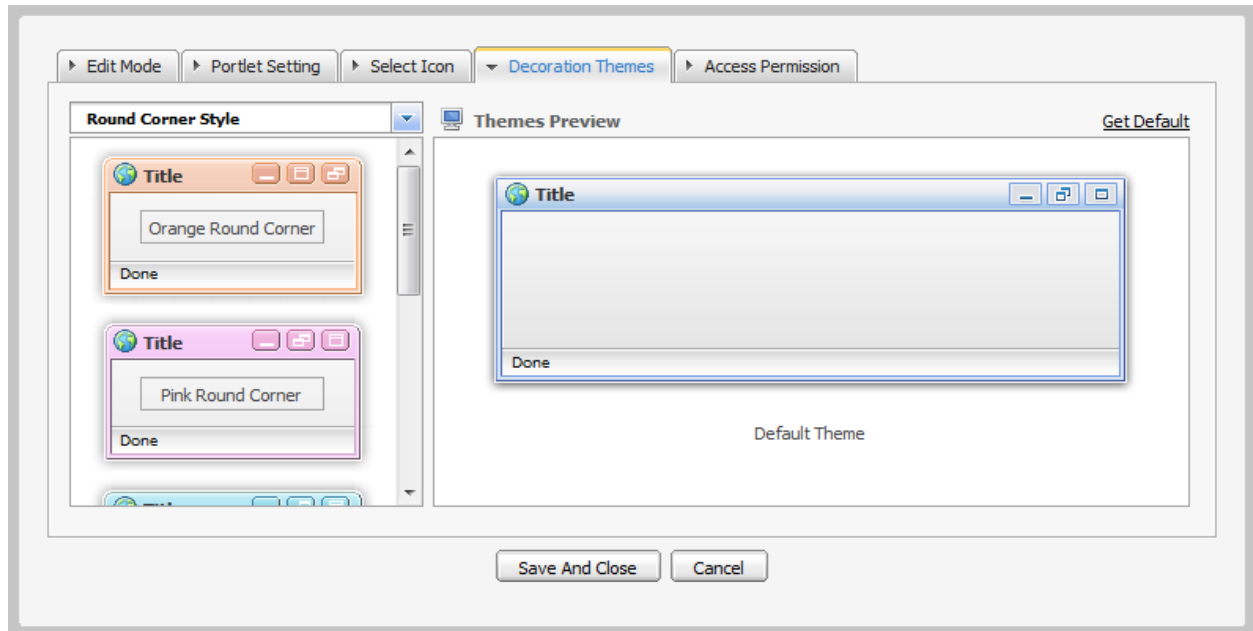 Edit Mode Portlet Setting Select Icon Decoration Themes Access Permission
Round Corner Style
Themes Preview
Get Default
Title
Orange Round Corner
Done
Title
Pink Round Corner
Done
Title
Done
Default Theme
Save And Close
Cancel